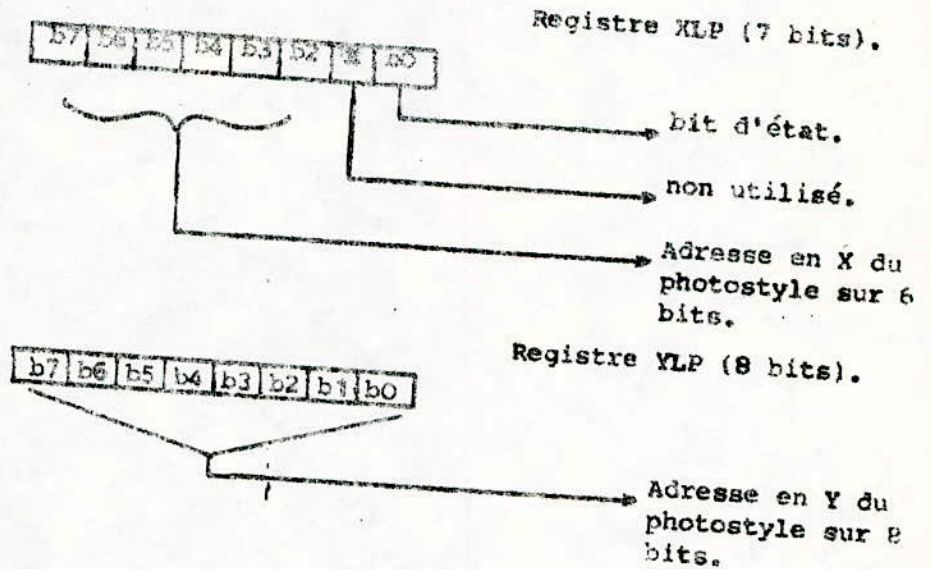 Registre XLP (7 bits).
b7 b6 b5 b4 b3 b2 X b0
bit d'état.
non utilisé.
Adresse en X du
photostyle sur 6
bits.
Registre YLP (8 bits).
b7 b6 b5 b4 b3 b2 b1 b0
Adresse en Y du
photostyle sur 8
bits.